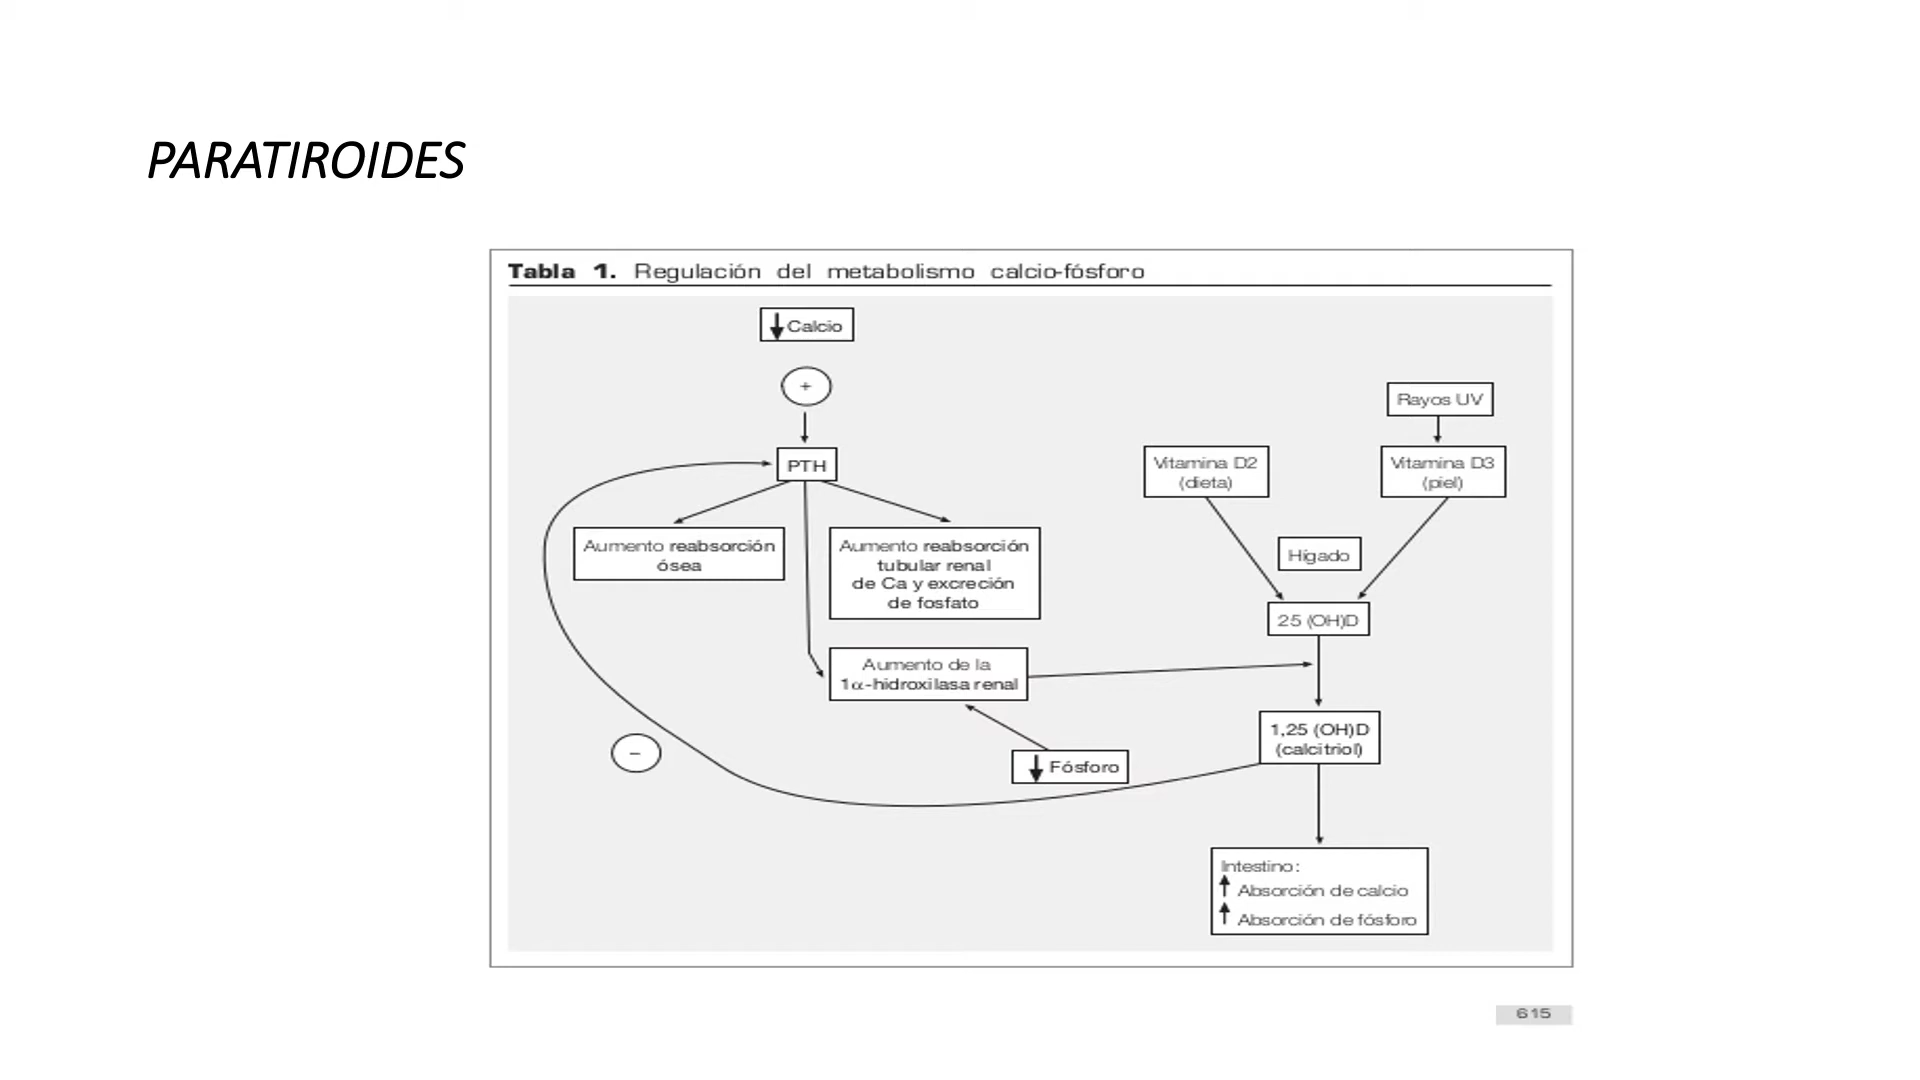 PARATIROIDES
Tabla 1. Regulación del metabolismo calcio-fósforo
Calcio
+
PTH
Aumento reabsorción
ósea
Aumento reabsorción
tubular renal
de Ca y excreción
de fosfato
Aumento de la
1α-hidroxilasa renal
Fósforo
−
Rayos UV
Vitamina D2
(dieta)
Vitamina D3
(piel)
Hígado
25 (OH)D
1,25 (OH)D
(calcitriol)
Intestino:
Absorción de calcio
Absorción de fósforo
615